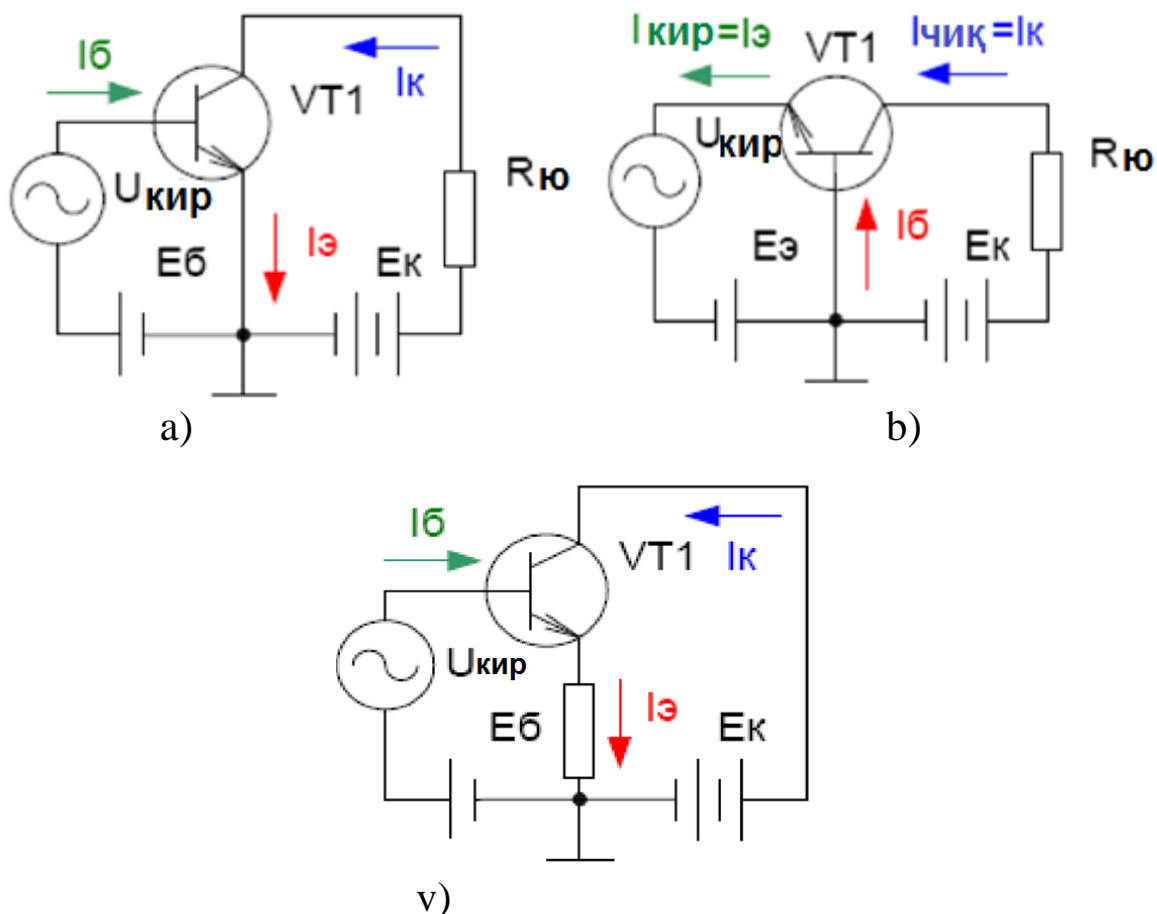 Iб
VT1
Iк
Uкир
Rю
Iэ
Eб
Eк
a)
I кир=Iэ
VT1
Iчиқ=Iк
Uкир
Rю
Iб
Eэ
Eк
b)
Iб
VT1
Iк
Uкир
Eб
Iэ
Eк
v)